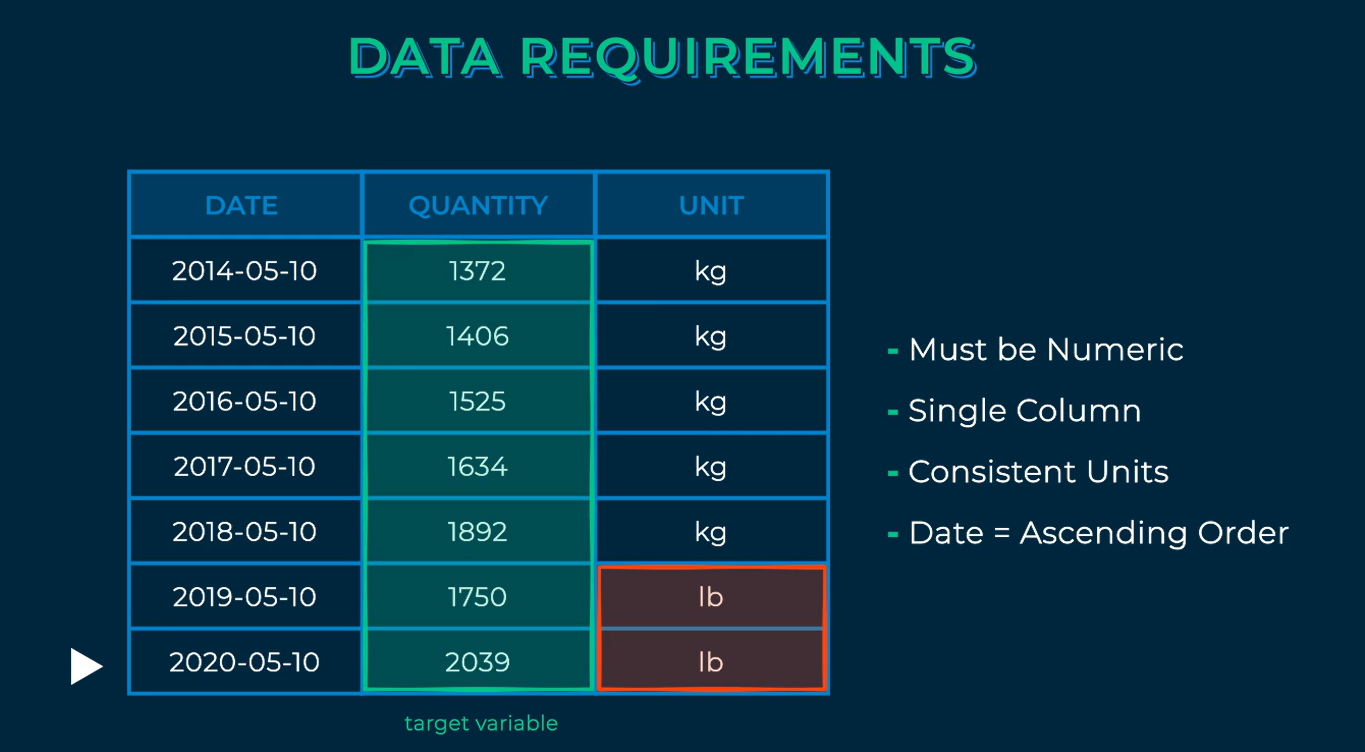 DATA REQUIREMENTS
DATE QUANTITY UNIT
2014-05-10 1372 kg
2015-05-10 1406 kg
2016-05-10 1525 kg
2017-05-10 1634 kg
2018-05-10 1892 kg
2019-05-10 1750 lb
2020-05-10 2039 lb
target variable
- Must be Numeric
- Single Column
- Consistent Units
- Date = Ascending Order